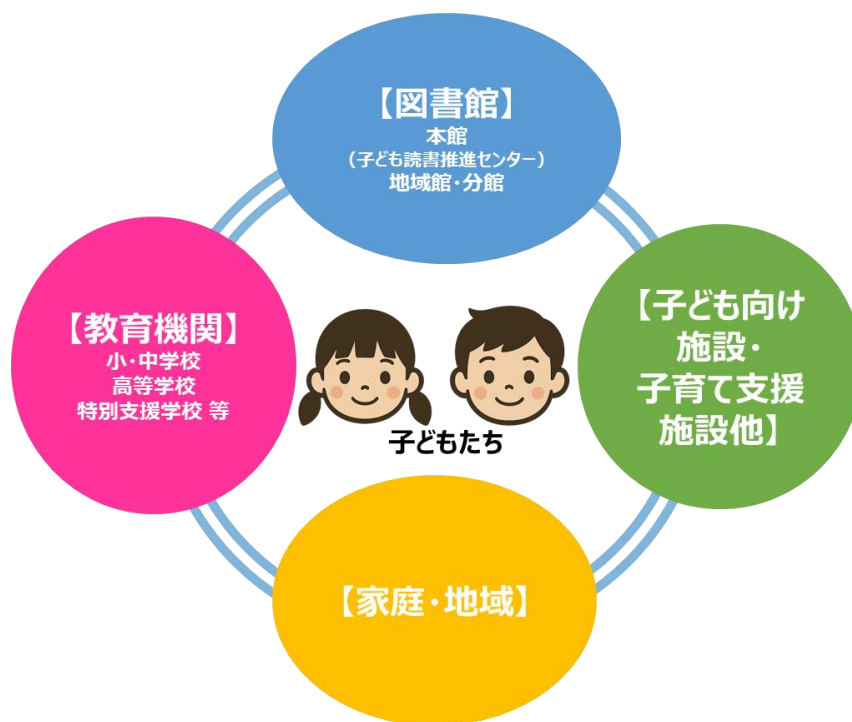 【図書館】
本館
(子ども読書推進センター)
地域館・分館
【教育機関】
小・中学校
高等学校
特別支援学校 等
【子ども向け
施設・
子育て支援
施設他】
子どもたち
【家庭・地域】